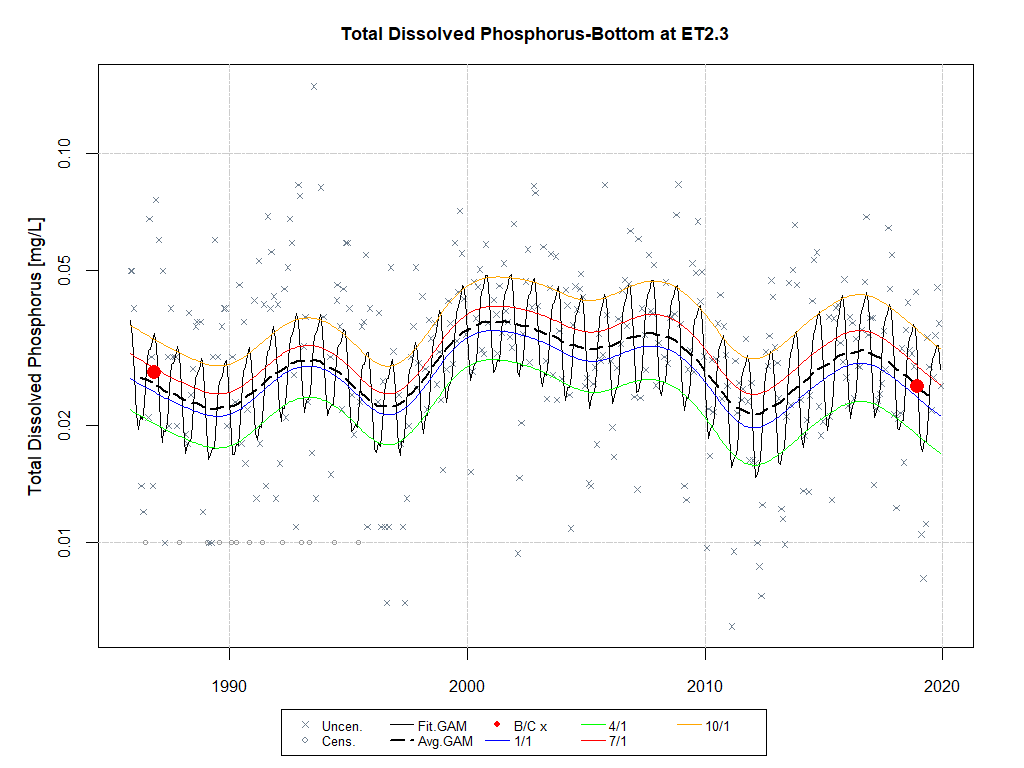 Total Dissolved Phosphorus-Bottom at ET2.3
Total Dissolved Phosphorus [mg/L]
0.10
0.05
0.02
0.01
1990 2000 2010 2020
Uncen. Fit.GAM B/C x 4/1 10/1
Cens. Avg.GAM 1/1 7/1